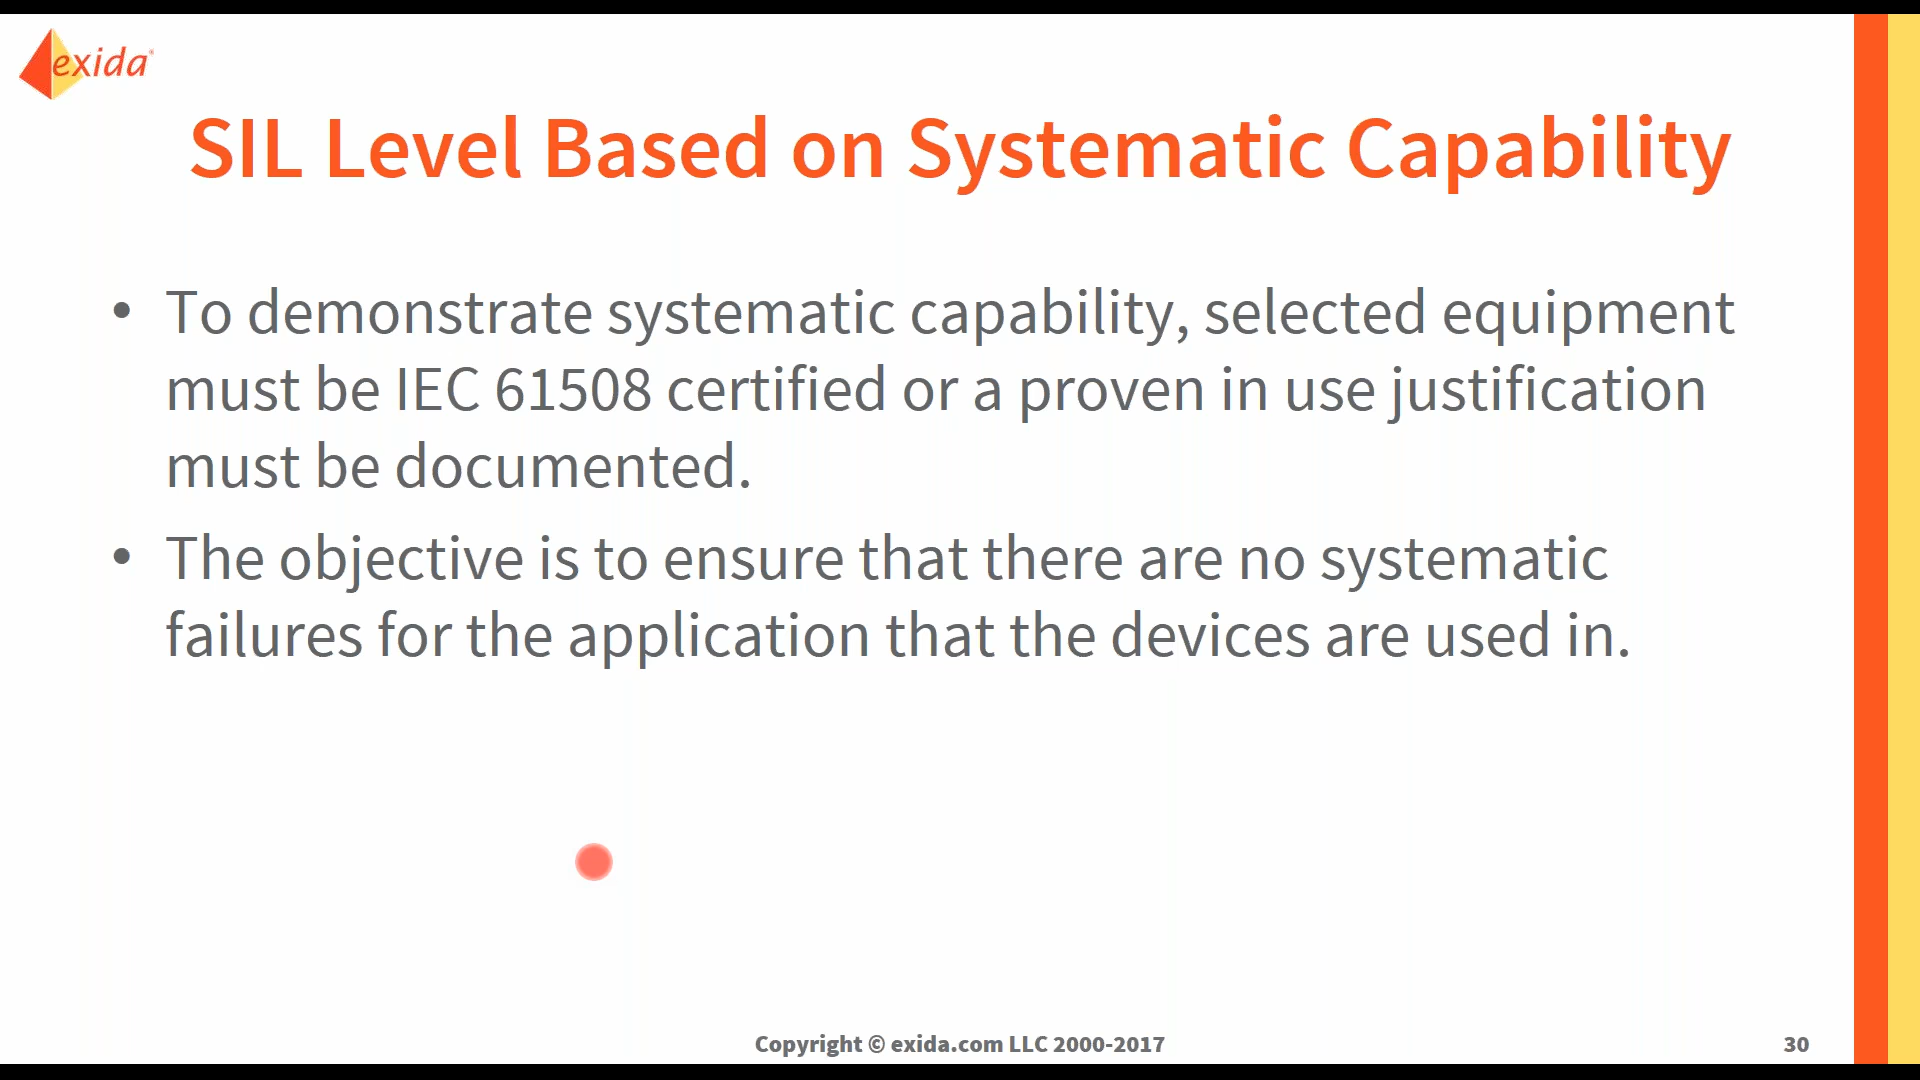 exida
SIL Level Based on Systematic Capability
• To demonstrate systematic capability, selected equipment
must be IEC 61508 certified or a proven in use justification
must be documented.
• The objective is to ensure that there are no systematic
failures for the application that the devices are used in.
Copyright © exida.com LLC 2000-2017
30